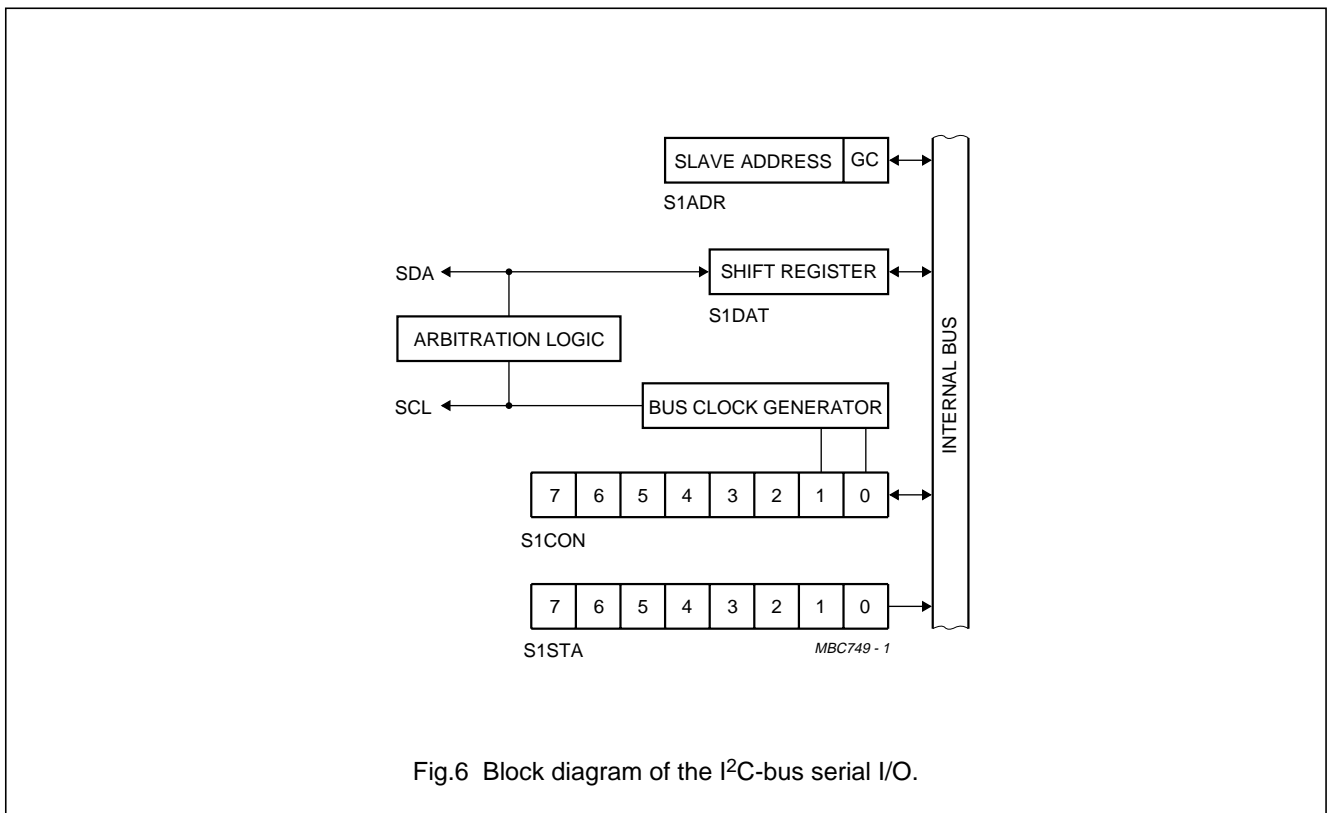 SLAVE ADDRESS GC
S1ADR
SDA
SHIFT REGISTER
S1DAT
ARBITRATION LOGIC
INTERNAL BUS
SCL
BUS CLOCK GENERATOR
7 6 5 4 3 2 1 0
S1CON
7 6 5 4 3 2 1 0
S1STA
MBC749 - 1
Fig.6 Block diagram of the I²C-bus serial I/O.